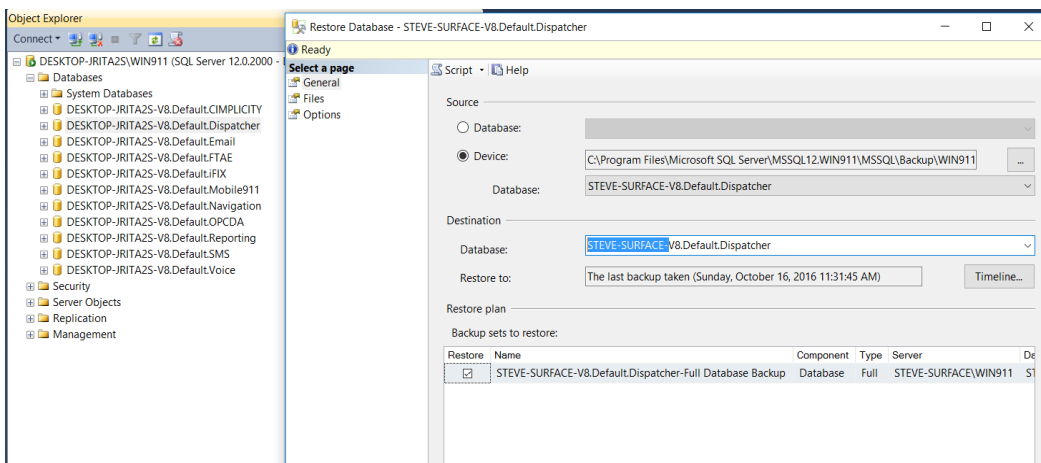 Object Explorer
Connect
DESKTOP-JRITA2S\WIN911 (SQL Server 12.0.2000 -
Databases
System Databases
DESKTOP-JRITA2S-V8.Default.CIMPLICITY
DESKTOP-JRITA2S-V8.Default.Dispatcher
DESKTOP-JRITA2S-V8.Default.Email
DESKTOP-JRITA2S-V8.Default.FTAE
DESKTOP-JRITA2S-V8.Default.iFIX
DESKTOP-JRITA2S-V8.Default.Mobile911
DESKTOP-JRITA2S-V8.Default.Navigation
DESKTOP-JRITA2S-V8.Default.OPCDA
DESKTOP-JRITA2S-V8.Default.Reporting
DESKTOP-JRITA2S-V8.Default.SMS
DESKTOP-JRITA2S-V8.Default.Voice
Security
Server Objects
Replication
Management
Restore Database - STEVE-SURFACE-V8.Default.Dispatcher
Ready
Select a page
General
Files
Options
Script Help
Source
Database:
Device: C:\Program Files\Microsoft SQL Server\MSSQL12.WIN911\MSSQL\Backup\WIN911 ...
Database: STEVE-SURFACE-V8.Default.Dispatcher
Destination
Database: STEVE-SURFACE-V8.Default.Dispatcher
Restore to: The last backup taken (Sunday, October 16, 2016 11:31:45 AM) Timeline...
Restore plan
Backup sets to restore:
Restore Name Component Type Server De
STEVE-SURFACE-V8.Default.Dispatcher-Full Database Backup Database Full STEVE-SURFACE\WIN911 ST